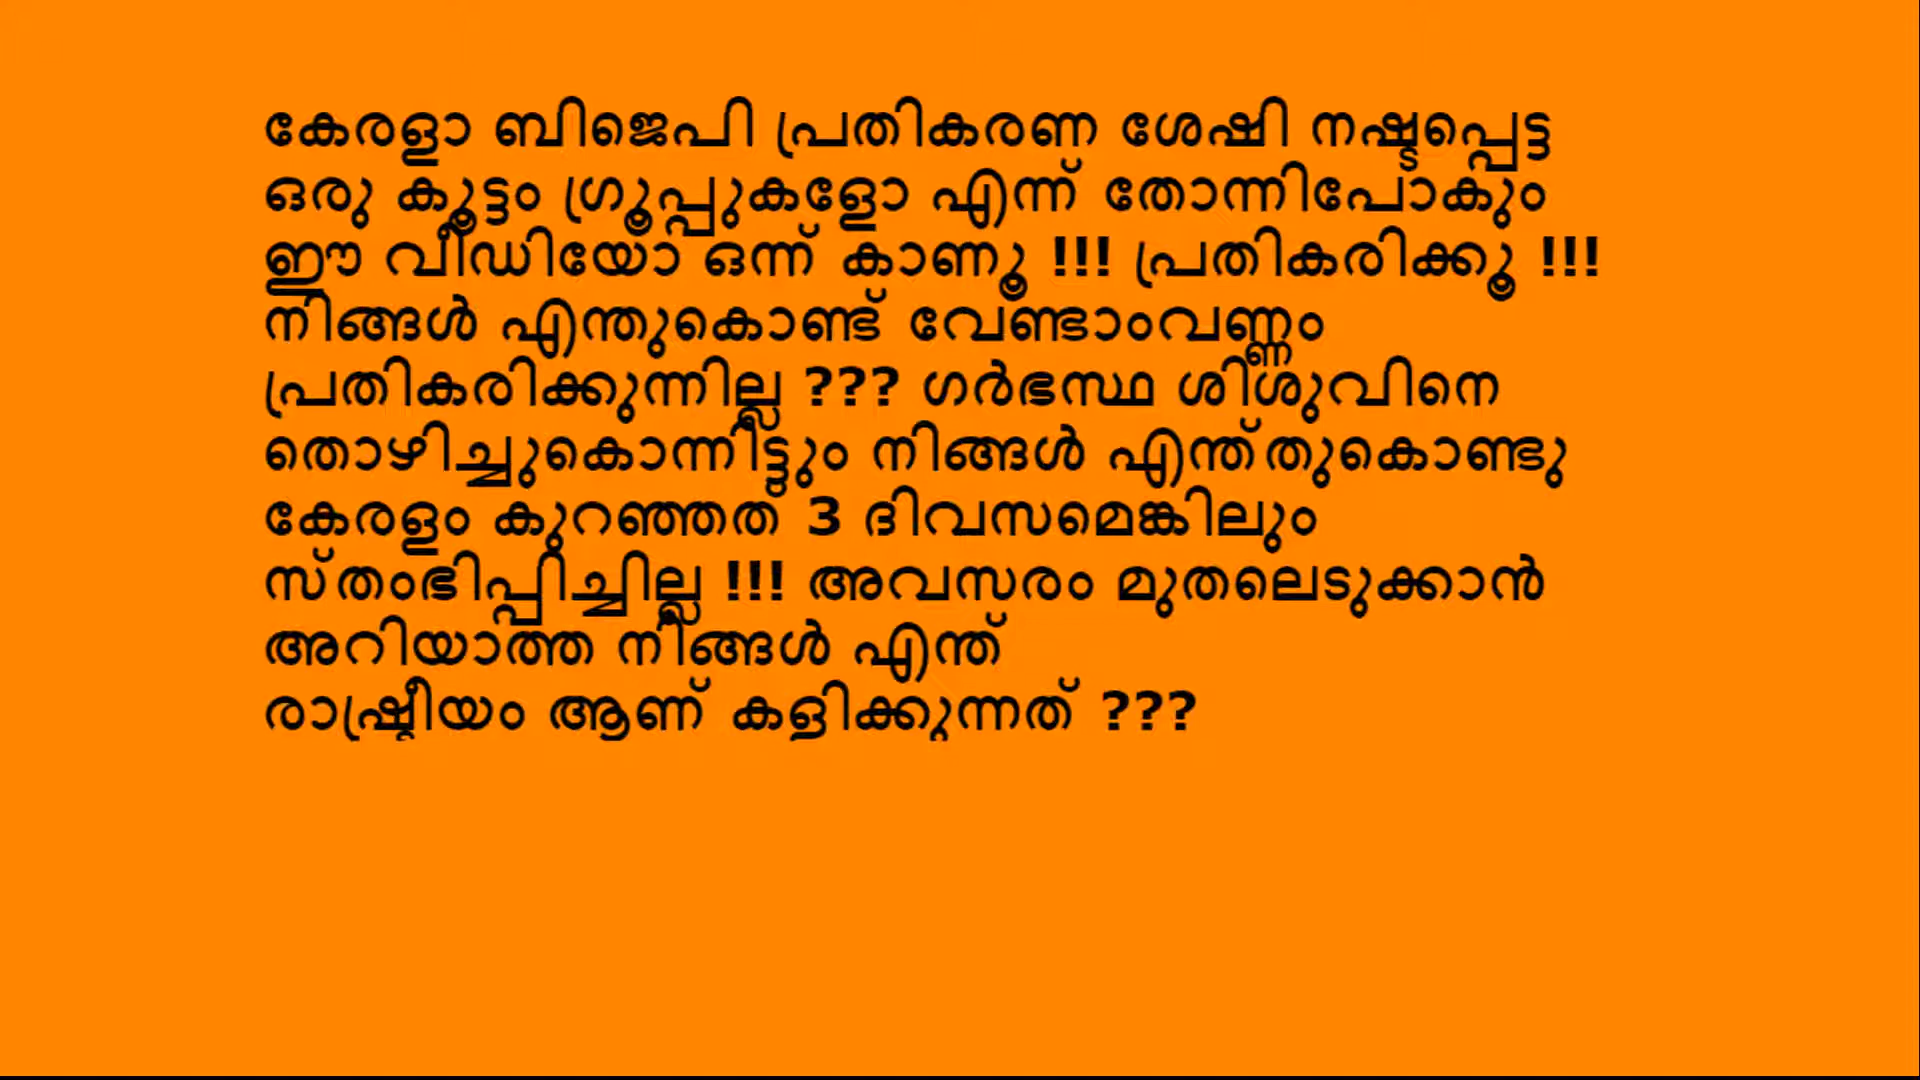 കേരളാ ബിജെപി പ്രതികരണ ശേഷി നഷ്ടപ്പെട്ട
ഒരു കൂട്ടം ഗ്രൂപ്പുകളോ എന്ന് തോന്നിപോകും
ഈ വീഡിയോ ഒന്ന് കാണൂ !!! പ്രതികരിക്കൂ !!!
നിങ്ങൾ എന്തുകൊണ്ട് വേണ്ടാംവണ്ണം
പ്രതികരിക്കുന്നില്ല ??? ഗർഭസ്ഥ ശിശുവിനെ
തൊഴിച്ചുകൊന്നിട്ടും നിങ്ങൾ എന്ത്തുകൊണ്ടു
കേരളം കുറഞ്ഞത് 3 ദിവസമെങ്കിലും
സ്തംഭിപ്പിച്ചില്ല !!! അവസരം മുതലെടുക്കാൻ
അറിയാത്ത നിങ്ങൾ എന്ത്
രാഷ്ട്രീയം ആണ് കളിക്കുന്നത് ???